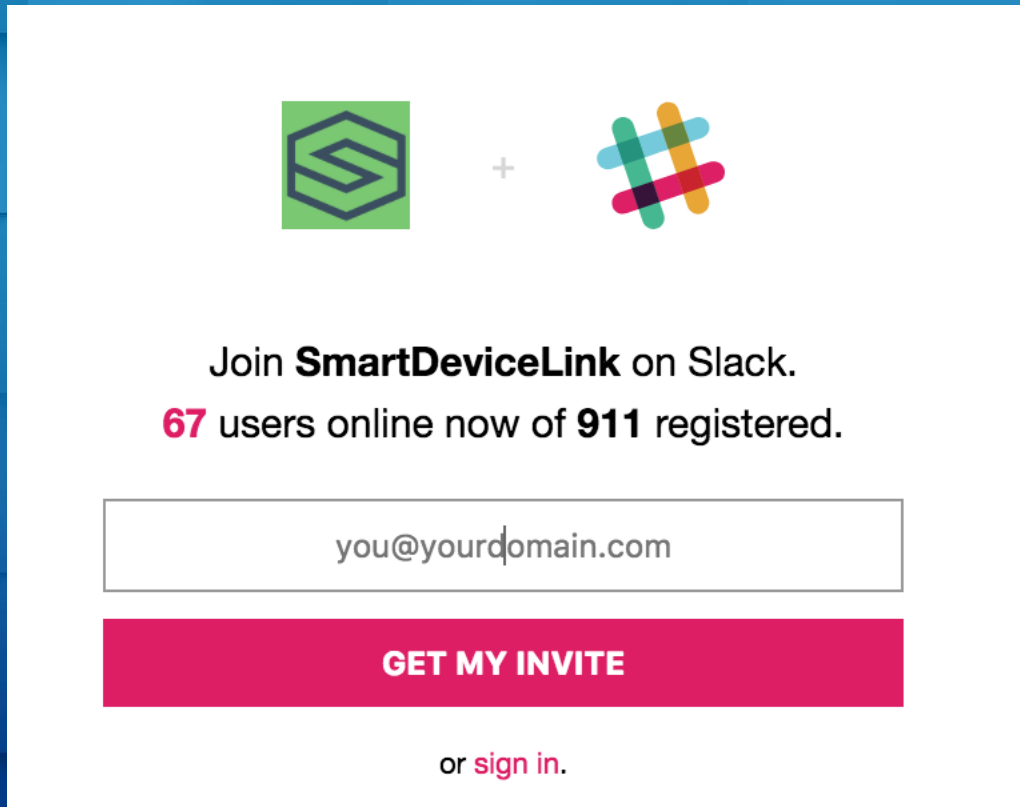 Join SmartDeviceLink on Slack.
67 users online now of 911 registered.
you@yourdomain.com
GET MY INVITE
or sign in.